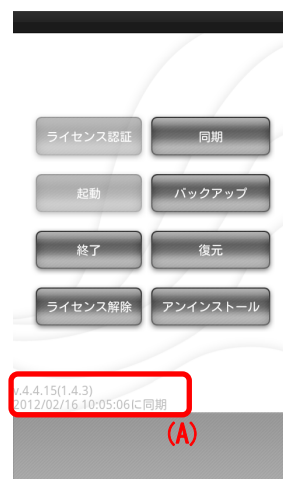 ライセンス認証
同期
起動
バックアップ
終了
復元
ライセンス解除
アンインストール
v.4.4.15(1.4.3)
2012/02/16 10:05:06に同期
(A)